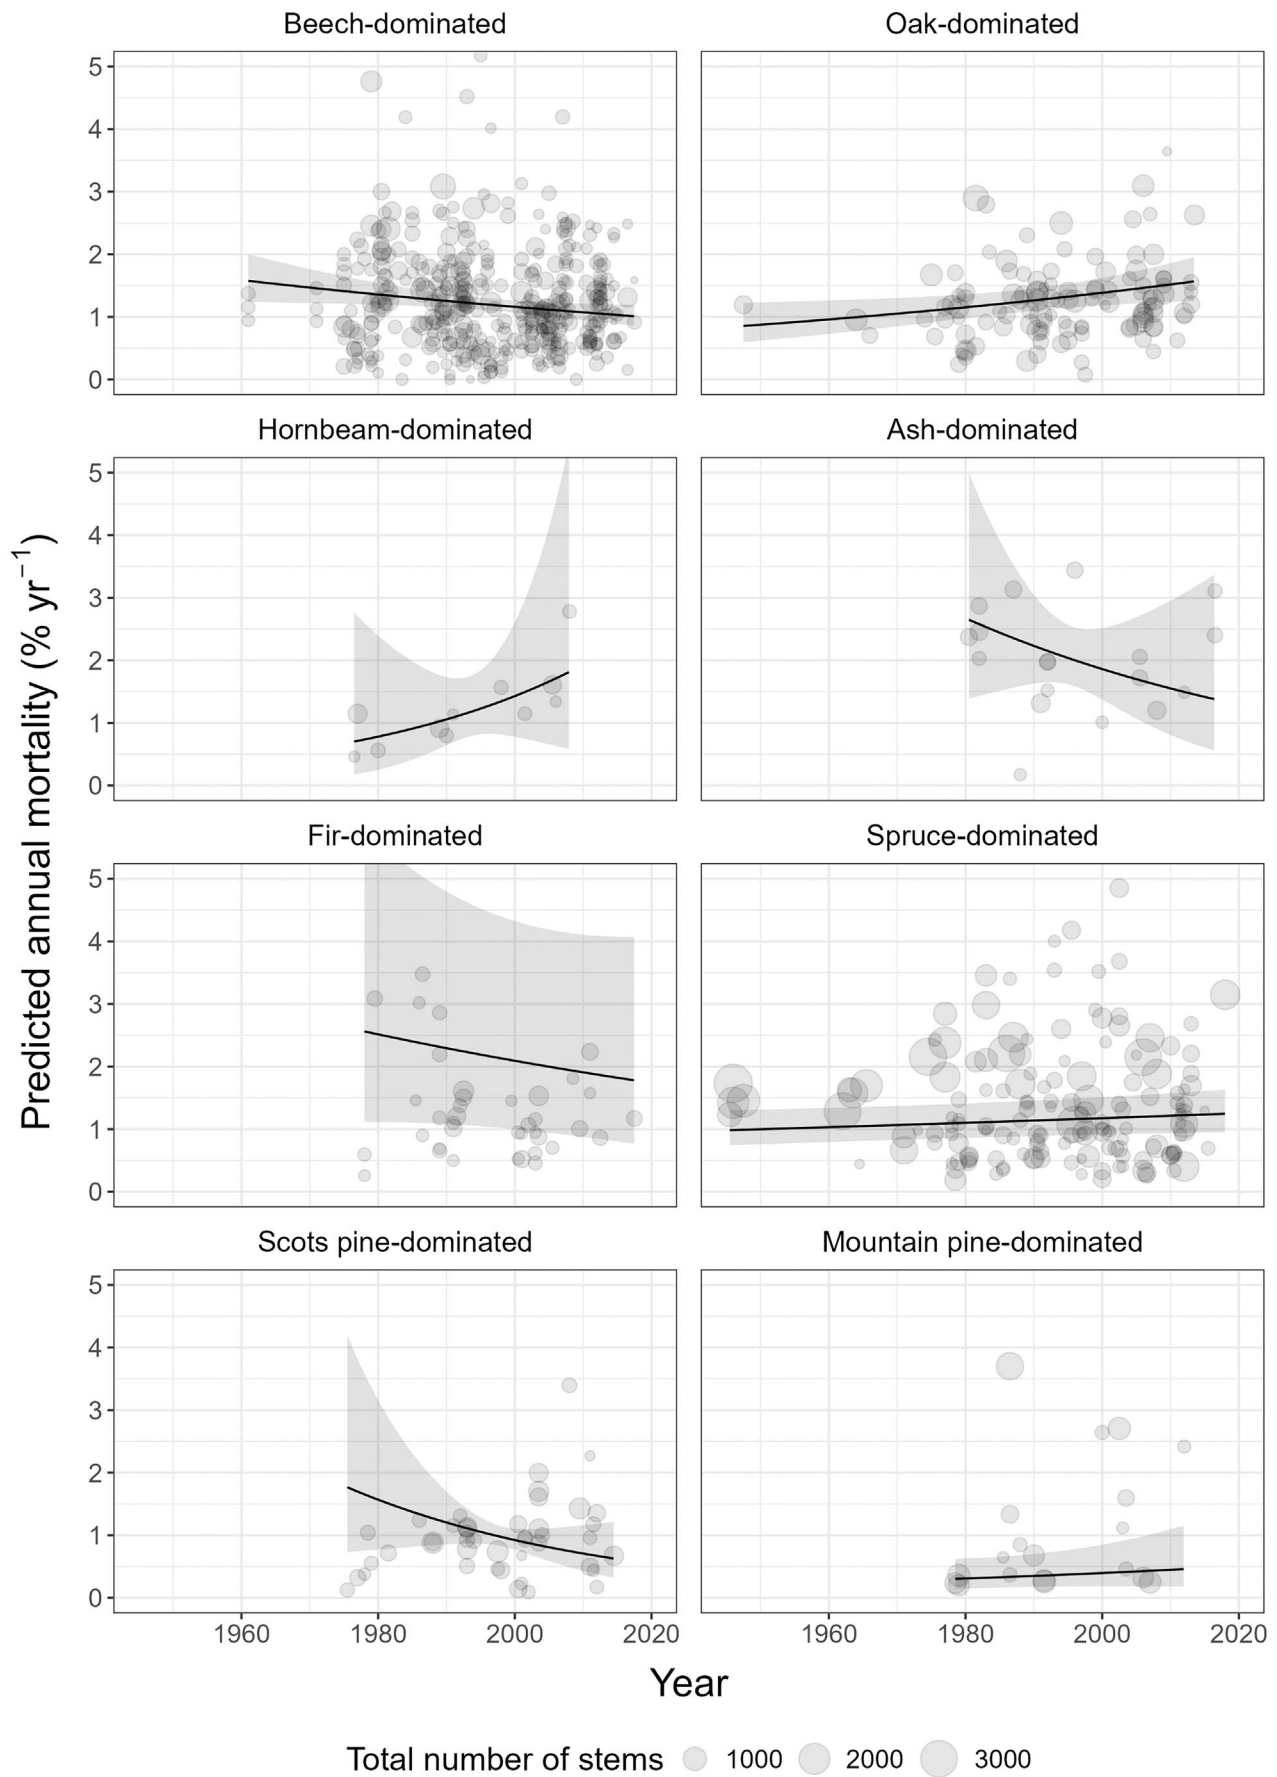 Beech-dominated
Oak-dominated
5
4
3
2
1
0
Hornbeam-dominated
Ash-dominated
5
4
3
2
1
0
Predicted annual mortality (% yr⁻¹)
Fir-dominated
Spruce-dominated
5
4
3
2
1
0
Scots pine-dominated
Mountain pine-dominated
5
4
3
2
1
0
1960 1980 2000 2020 1960 1980 2000 2020
Year
Total number of stems 1000 2000 3000